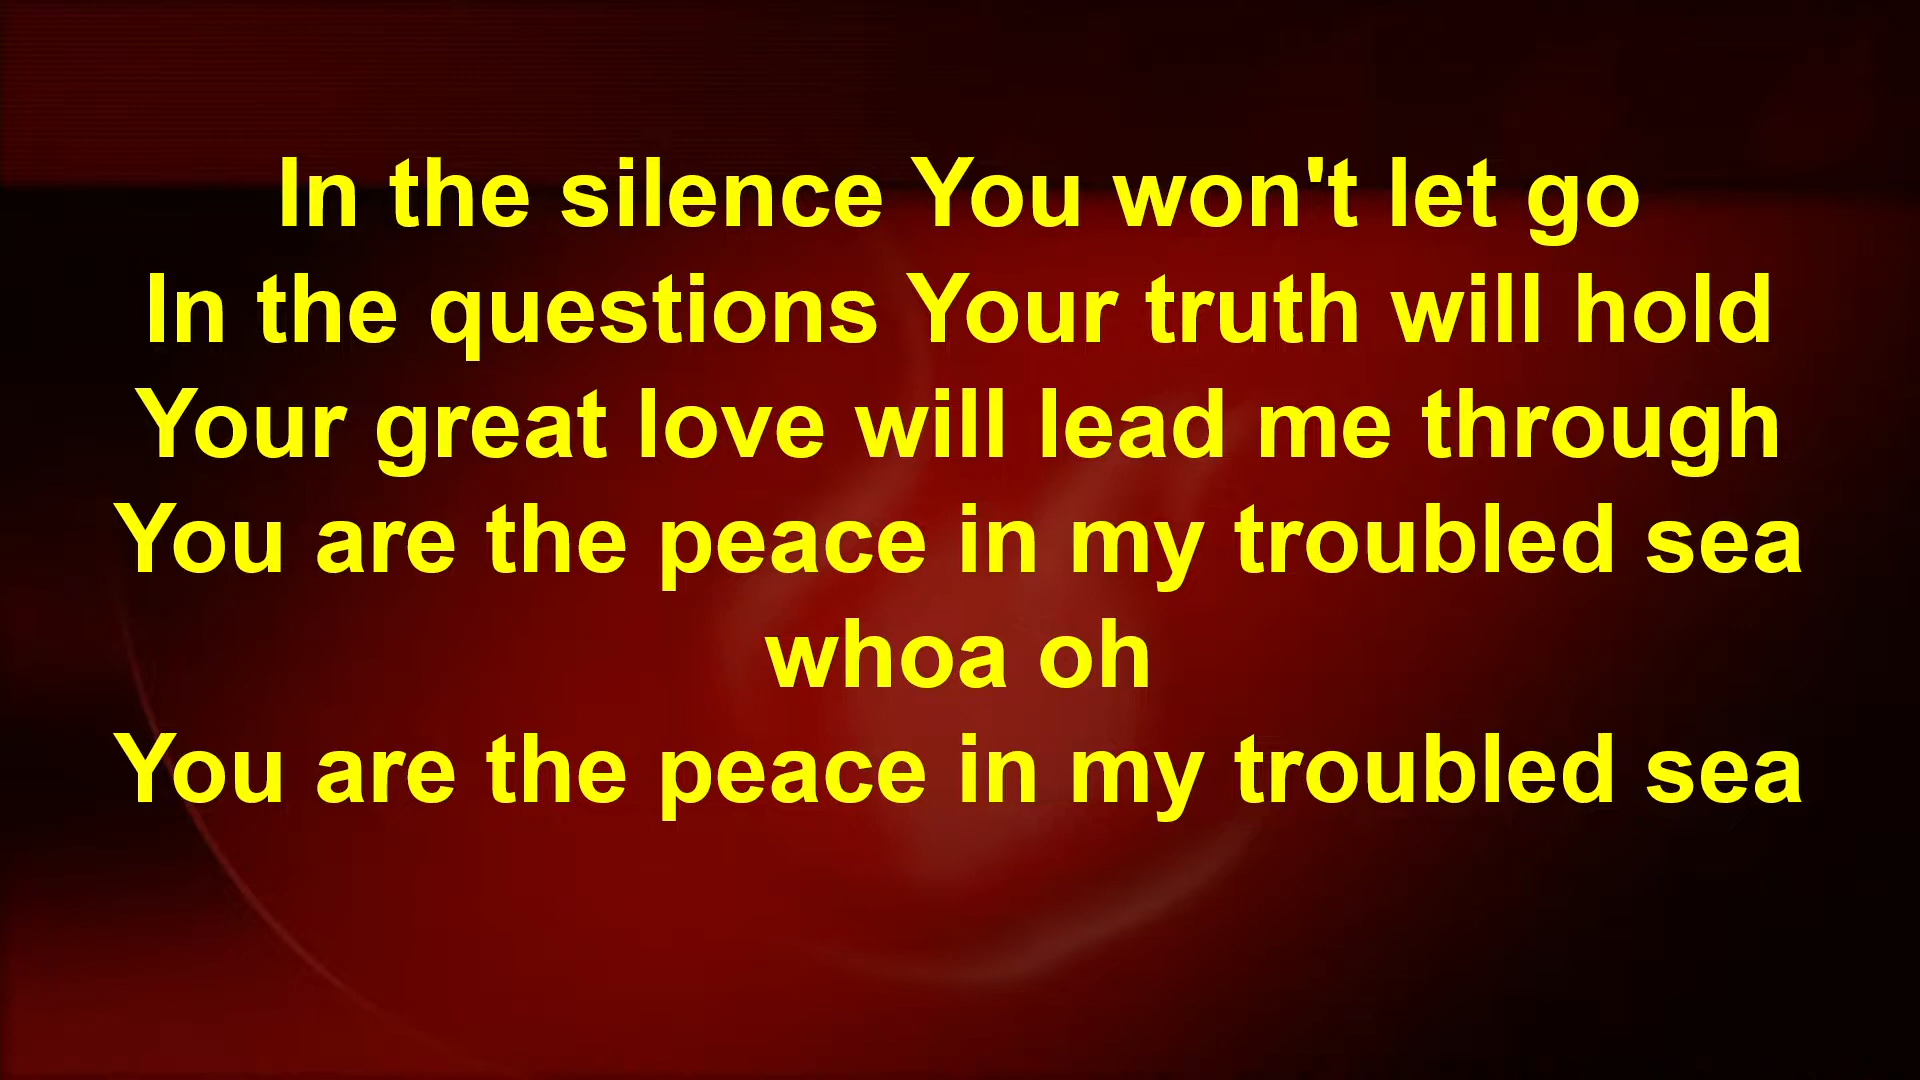 In the silence You won't let go
In the questions Your truth will hold
Your great love will lead me through
You are the peace in my troubled sea
whoa oh
You are the peace in my troubled sea